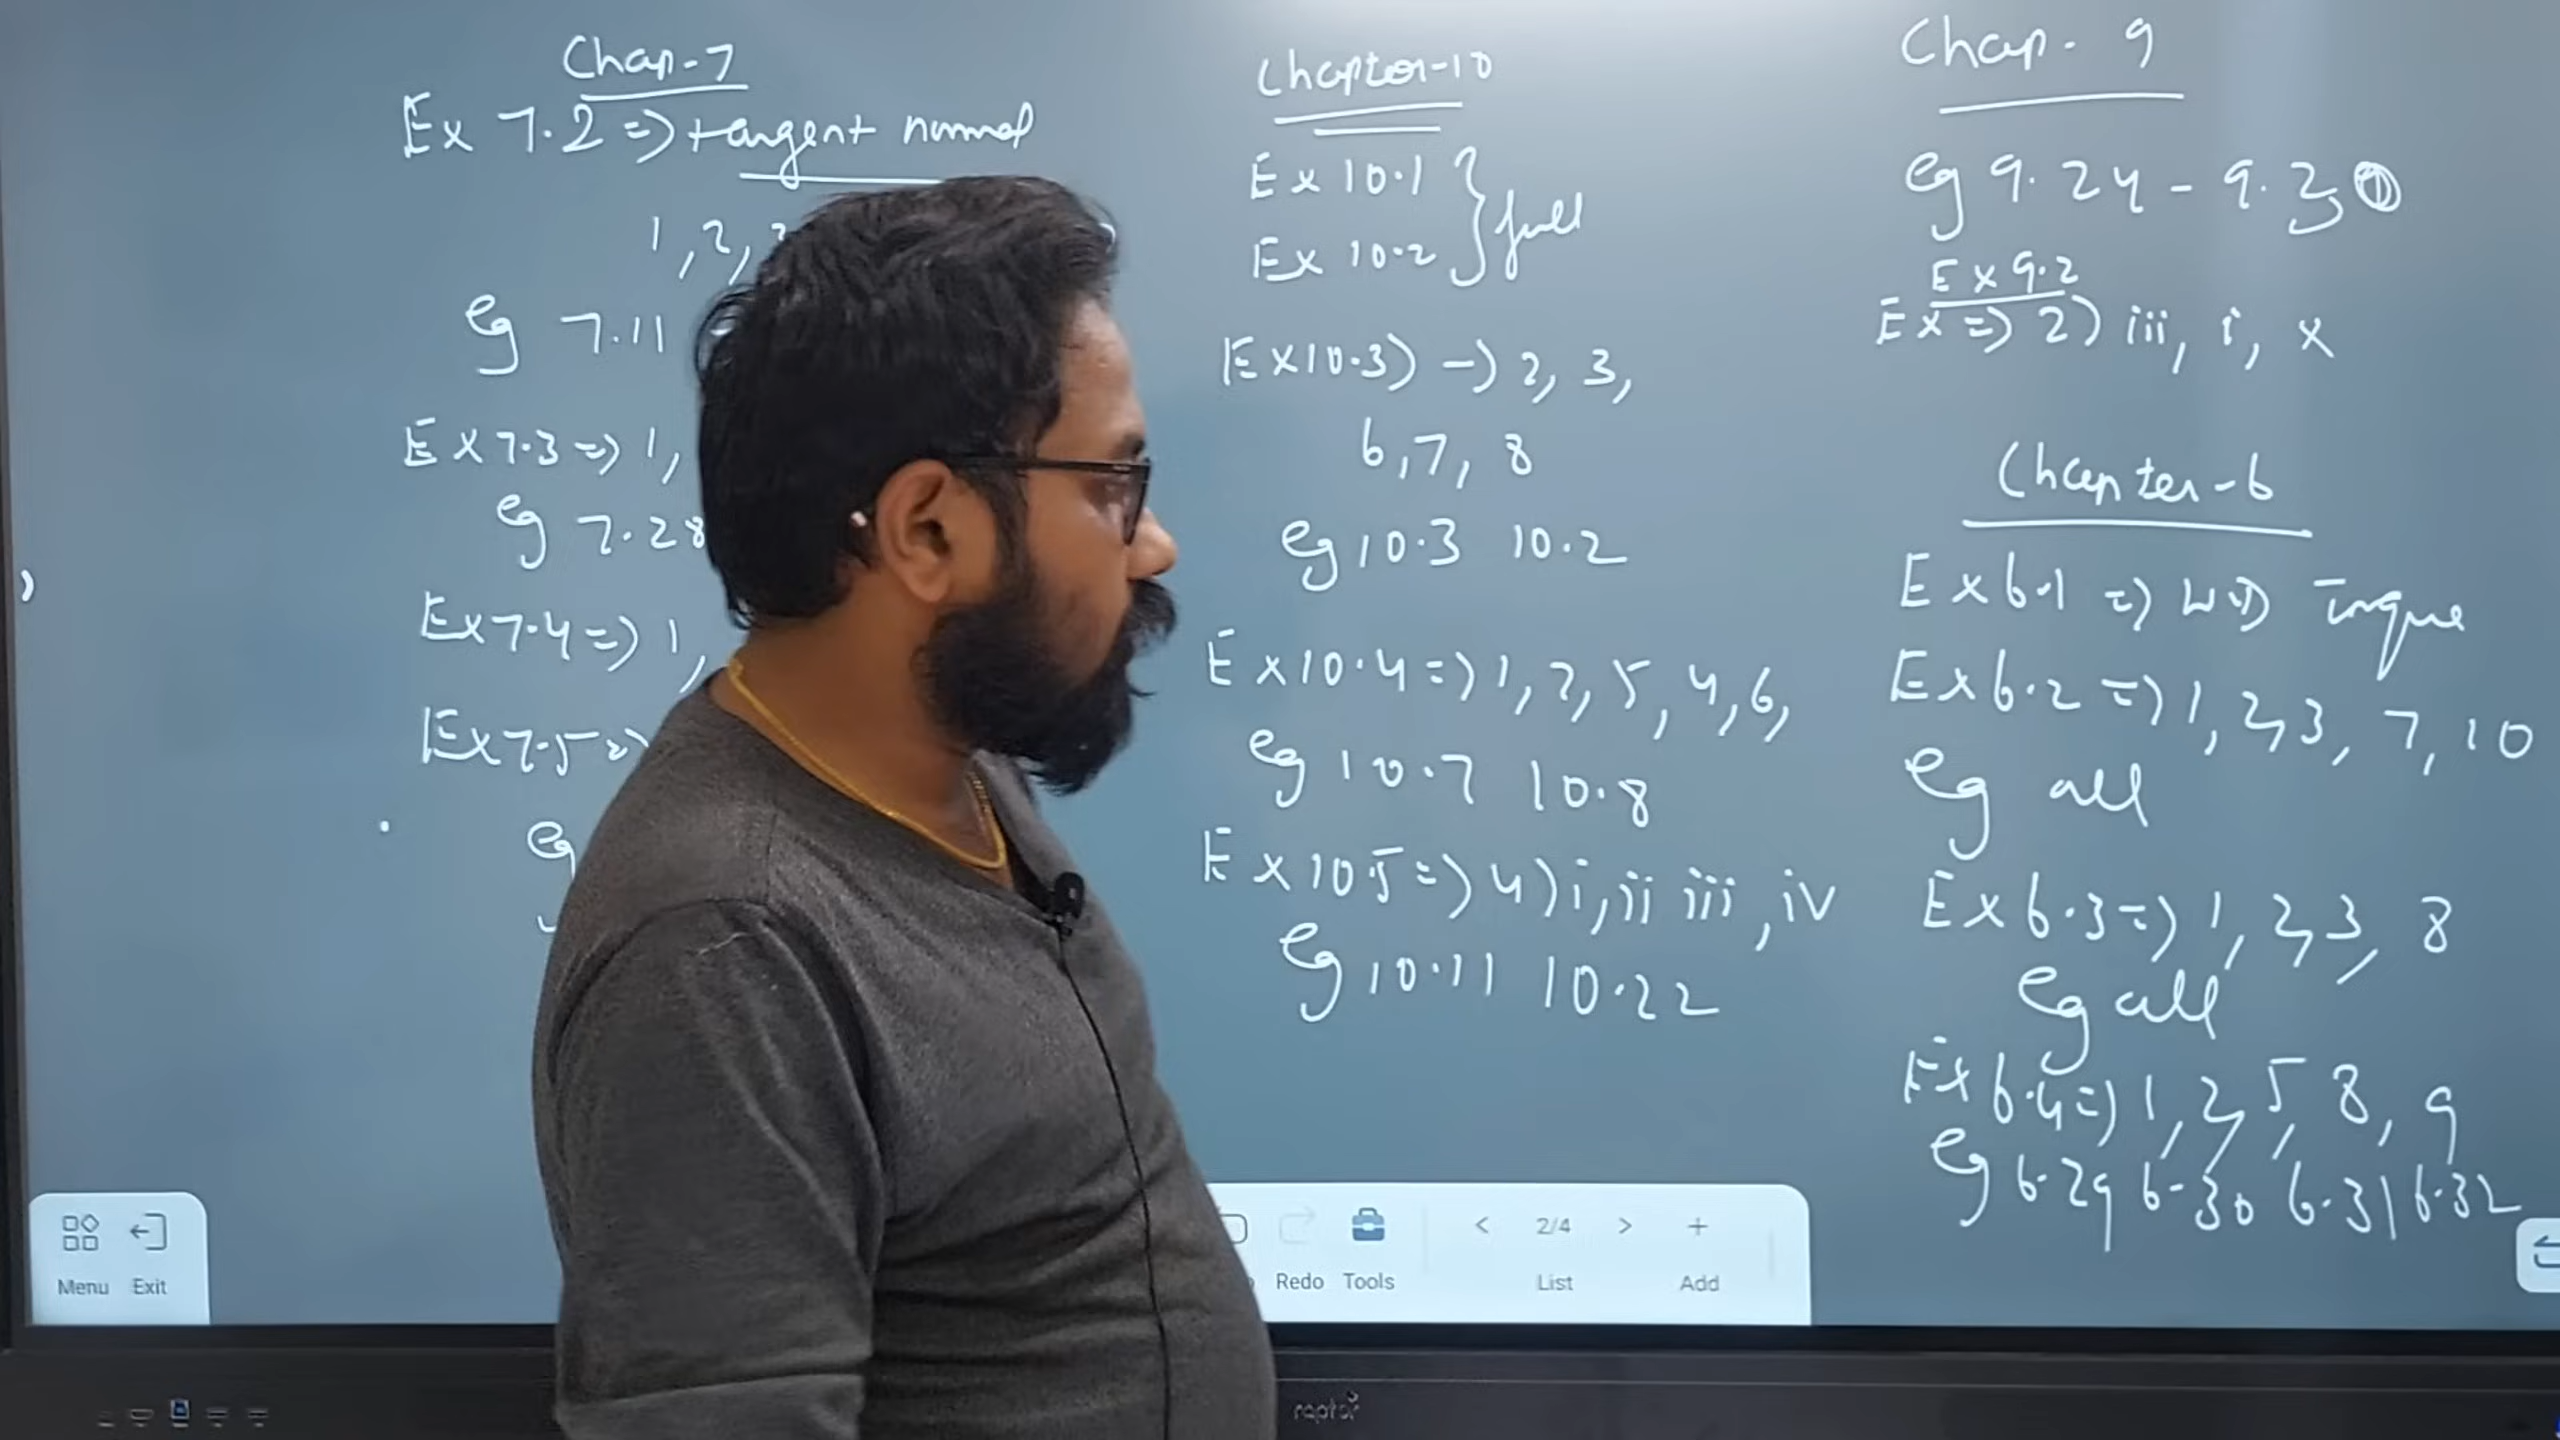 Chap-7
Ex 7.2 => tangent normal
1, 2,
eg 7.11
Ex 7.3 => 1,
eg 7.28
Ex 7.4 => 1,
Ex 7.5 =>
eg
Chapter-10
Ex 10.1
Ex 10.2 } full
Ex 10.3) -> 2, 3,
6, 7, 8
eg 10.3 10.2
Ex 10.4 => 1, 2, 5, 4, 6,
eg 10.7 10.8
Ex 10.5 => 4) i, ii iii, iv
eg 10.11 10.22
Chap - 9
eg 9.24 - 9.3
Ex 9.2
Ex => 2) iii, i, x
Chapter-6
Ex 6.1 => W.D Torque
Ex 6.2 => 1, 2, 3, 7, 10
eg all
Ex 6.3 => 1, 2, 3, 8
eg all
Ex 6.4 => 1, 2, 5, 8, 9
eg 6.29 6.30 6.31 6.32
Menu Exit
2/4
Redo Tools List Add
raptor